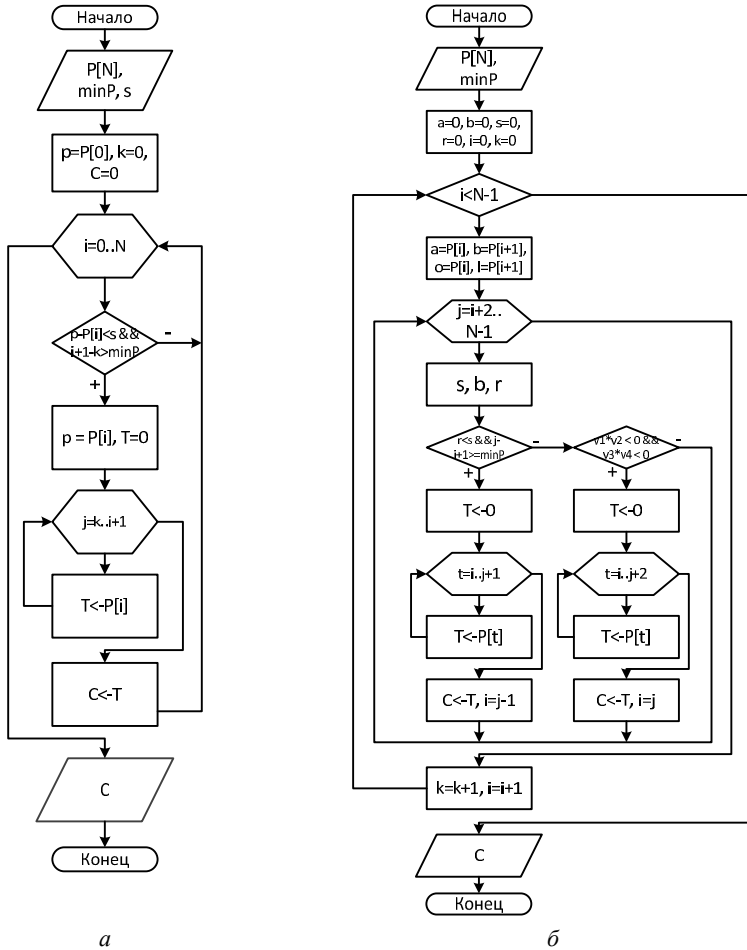 Начало
P[N],
minP, s
p=P[0], k=0,
C=0
i=0..N
p-P[i]<s &&
i+1-k>minP
-
+
p = P[i], T=0
j=k..i+1
T<-P[i]
C<-T
C
Конец
а
Начало
P[N],
minP
a=0, b=0, s=0,
r=0, i=0, k=0
i<N-1
a=P[i], b=P[i+1],
o=P[i], l=P[i+1]
j=i+2..
N-1
s, b, r
r<s && j-
i+1>=minP
-
+
v1*v2 < 0 &&
v3*v4 < 0
-
+
T<-0
T<-0
t=i..j+1
t=i..j+2
T<-P[t]
T<-P[t]
C<-T, i=j-1
C<-T, i=j
k=k+1, i=i+1
C
Конец
б